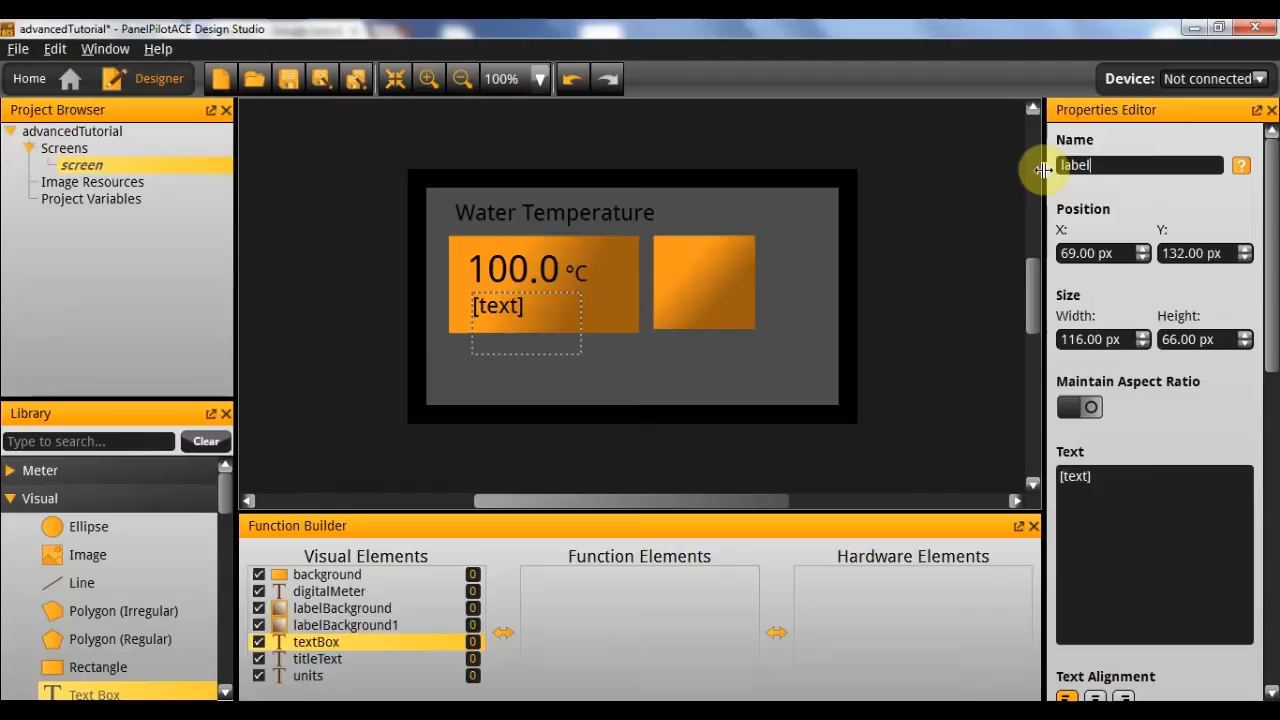 advancedTutorial* - PanelPilotACE Design Studio
File Edit Window Help
Home Designer 100% Device: Not connected
Project Browser
advancedTutorial
Screens
screen
Image Resources
Project Variables
Library
Type to search... Clear
Meter
Visual
Ellipse
Image
Line
Polygon (Irregular)
Polygon (Regular)
Rectangle
Text Box
Water Temperature
100.0 °C
[text]
Function Builder
Visual Elements Function Elements Hardware Elements
background 0
digitalMeter 0
labelBackground 0
labelBackground1 0
textBox 0
titleText 0
units 0
Properties Editor
Name
label ?
Position
X: Y:
69.00 px 132.00 px
Size
Width: Height:
116.00 px 66.00 px
Maintain Aspect Ratio
Text
[text]
Text Alignment